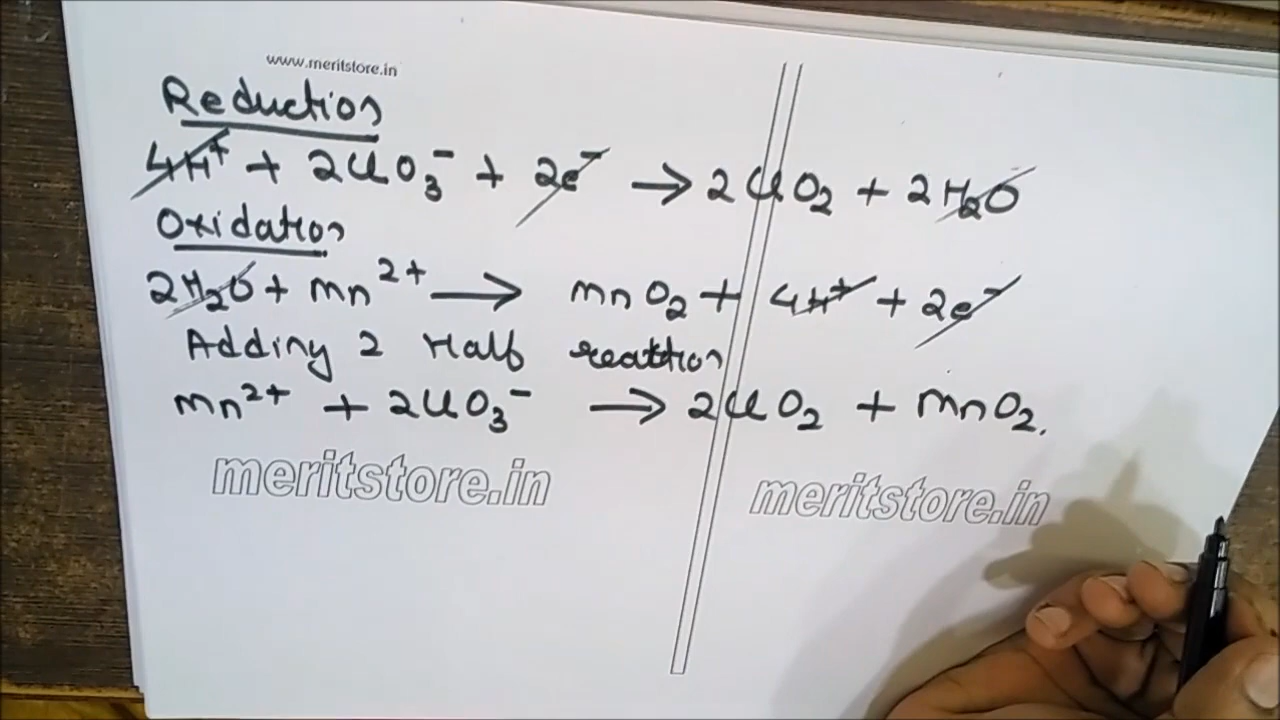 www.meritstore.in
Reduction
4H⁺ + 2ClO₃⁻ + 2e⁻ → 2ClO₂ + 2H₂O
Oxidation
2H₂O + Mn²⁺ → MnO₂ + 4H⁺ + 2e⁻
Adding 2 Half reaction
Mn²⁺ + 2ClO₃⁻ → 2ClO₂ + MnO₂.
meritstore.in meritstore.in